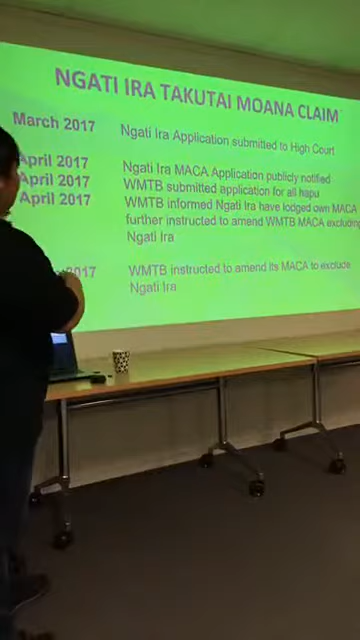 NGATI IRA TAKUTAI MOANA CLAIM
March 2017 Ngati Ira Application submitted to High Court
April 2017 Ngati Ira MACA Application publicly notified
April 2017 WMTB submitted application for all hapu
April 2017 WMTB informed Ngati Ira have lodged own MACA
further instructed to amend WMTB MACA excluding
Ngati Ira
2017 WMTB instructed to amend its MACA to exclude
Ngati Ira